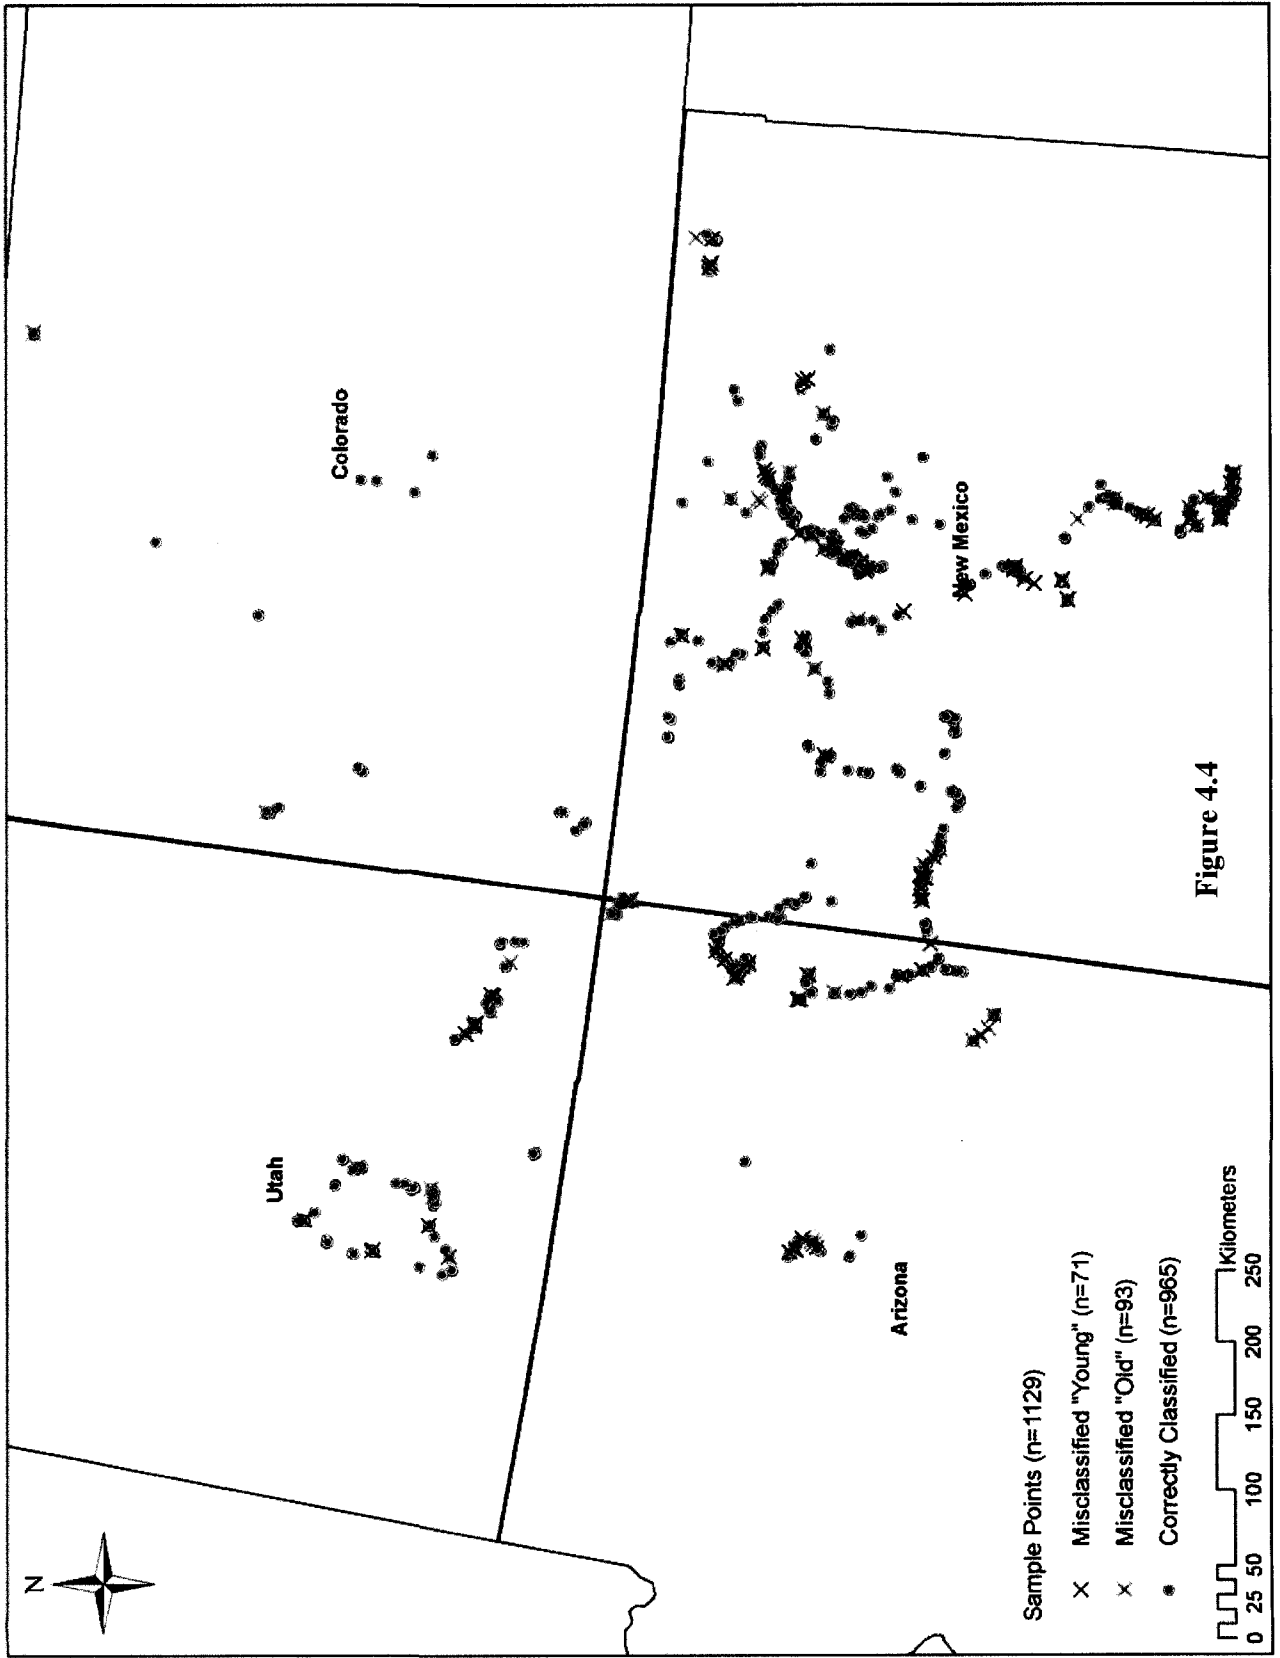 N
Utah
Colorado
Arizona
New Mexico
Sample Points (n=1129)
Misclassified "Young" (n=71)
Misclassified "Old" (n=93)
Correctly Classified (n=965)
0 25 50 100 150 200 250
Kilometers
Figure 4.4